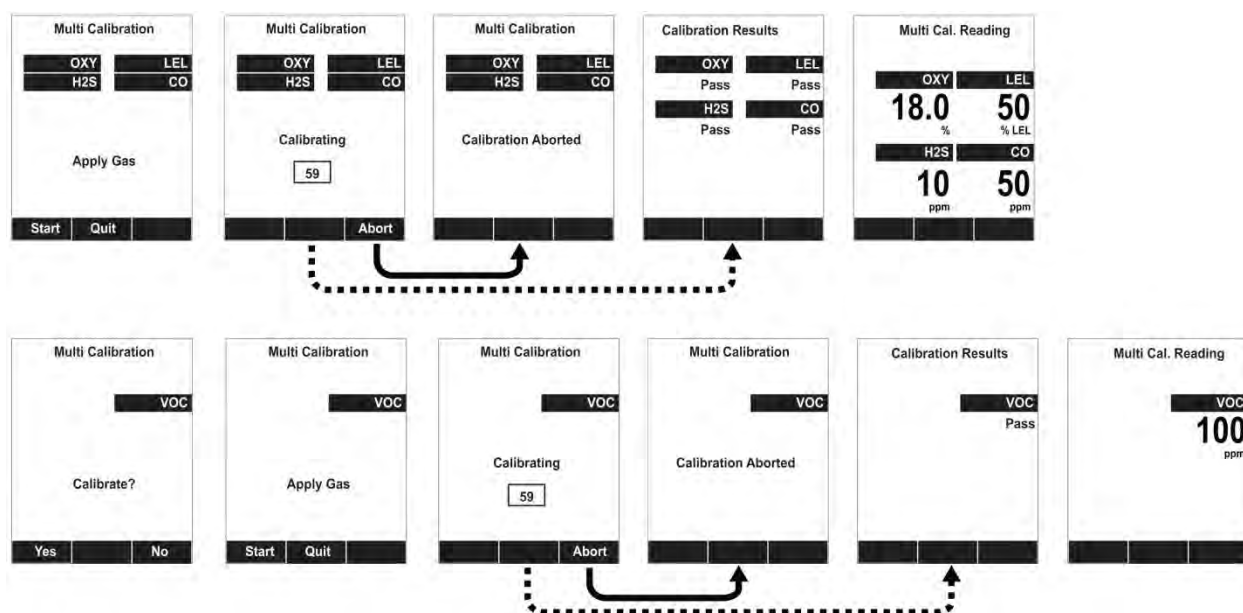 Multi Calibration
OXY LEL
H2S CO
Apply Gas
Start Quit
Multi Calibration
OXY LEL
H2S CO
Calibrating
59
Abort
Multi Calibration
OXY LEL
H2S CO
Calibration Aborted
Calibration Results
OXY LEL
Pass Pass
H2S CO
Pass Pass
Multi Cal. Reading
OXY LEL
18.0 50
% % LEL
H2S CO
10 50
ppm ppm
Multi Calibration
VOC
Calibrate?
Yes No
Multi Calibration
VOC
Apply Gas
Start Quit
Multi Calibration
VOC
Calibrating
59
Abort
Multi Calibration
VOC
Calibration Aborted
Calibration Results
VOC
Pass
Multi Cal. Reading
VOC
100
ppm